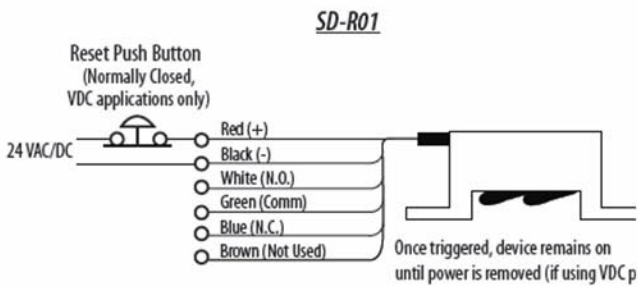 SD-R01
Reset Push Button
(Normally Closed,
VDC applications only)
24 VAC/DC
Red (+)
Black (-)
White (N.O.)
Green (Comm)
Blue (N.C.)
Brown (Not Used)
Once triggered, device remains on
until power is removed (if using VDC p